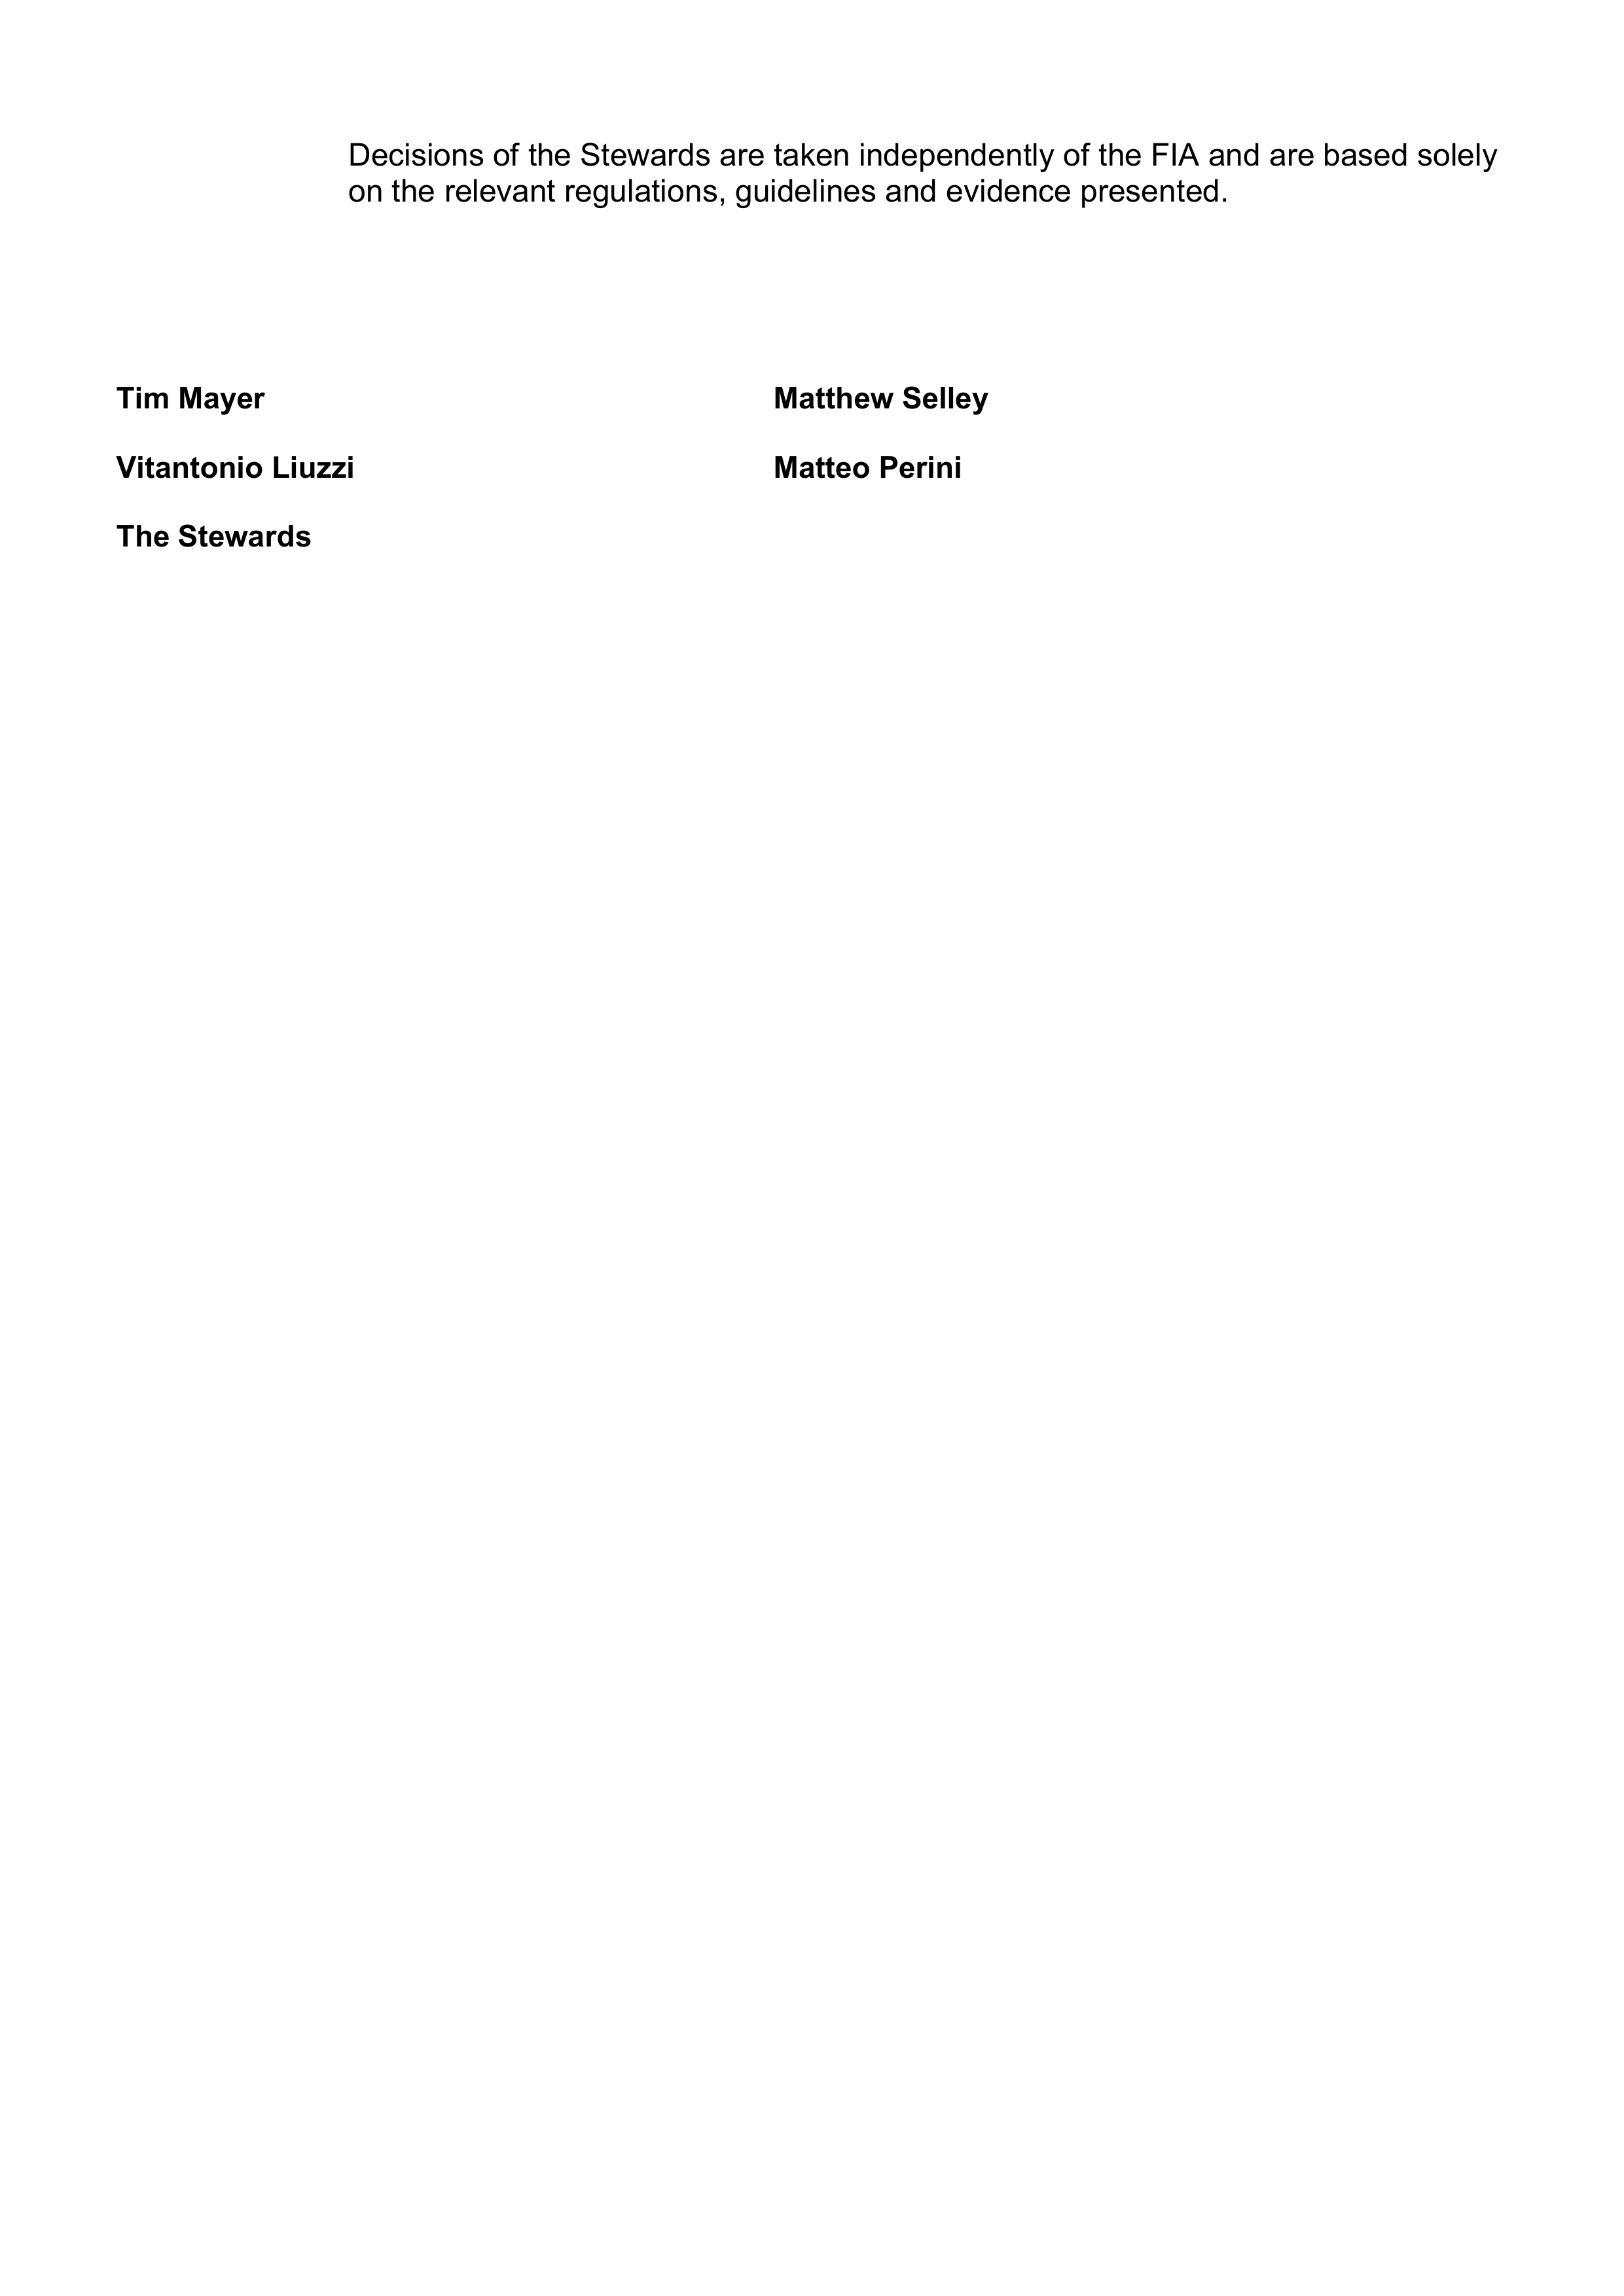 Decisions of the Stewards are taken independently of the FIA and are based solely
on the relevant regulations, guidelines and evidence presented.
Tim Mayer
Matthew Selley
Vitantonio Liuzzi
Matteo Perini
The Stewards